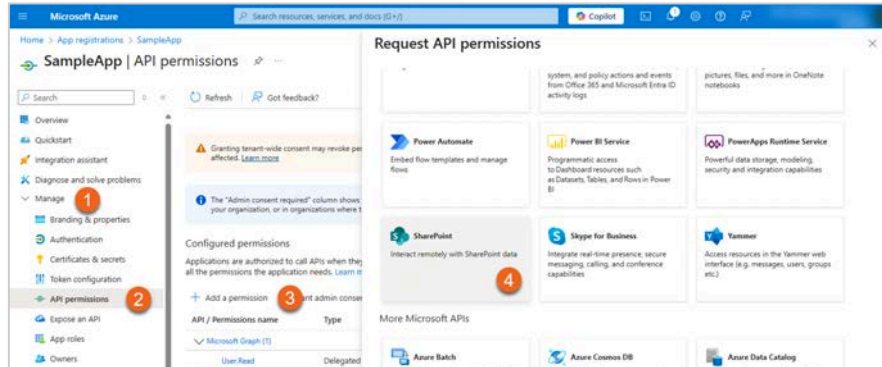 Microsoft Azure
Search resources, services, and docs (G+/)
Copilot
Home > App registrations > SampleApp
SampleApp | API permissions
Search
Refresh
Got feedback?
Overview
Quickstart
Integration assistant
Diagnose and solve problems
Manage
1
Branding & properties
Authentication
Certificates & secrets
Token configuration
API permissions
2
Expose an API
App roles
Owners
Granting tenant-wide consent may revoke
affected. Learn more
The "Admin consent required" column shows
your organization, or in organizations where
Configured permissions
Applications are authorized to call APIs when they
all the permissions the application needs. Learn
Add a permission
3
API / Permissions name
Type
Microsoft Graph (1)
User.Read
Delegated
Request API permissions
system, and policy actions and events
from Office 365 and Microsoft Entra ID
activity logs
pictures, files, and more in OneNote
notebooks
Power Automate
Embed flow templates and manage
flows
Power BI Service
Programmatic access
to Dashboard resources such
as Datasets, Tables, and Rows in Power
BI
PowerApps Runtime Service
Powerful data storage, modeling,
security and integration capabilities
SharePoint
Interact remotely with SharePoint data
4
Skype for Business
Integrate real-time presence, secure
messaging, calling, and conference
capabilities
Yammer
Access resources in the Yammer web
interface (e.g. messages, users, groups
etc.)
More Microsoft APIs
Azure Batch
Azure Cosmos DB
Azure Data Catalog